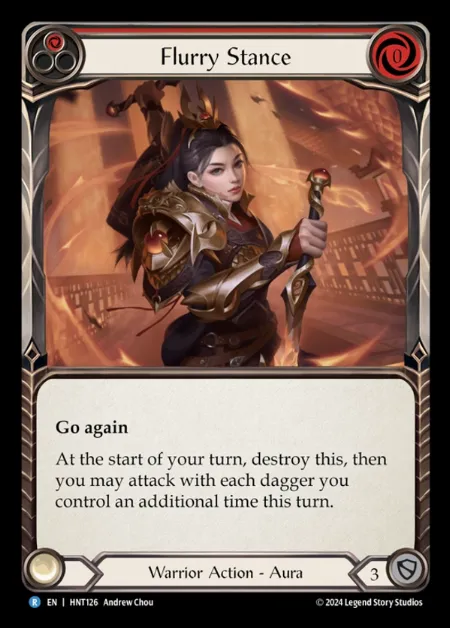 Flurry Stance
0
Go again
At the start of your turn, destroy this, then
you may attack with each dagger you
control an additional time this turn.
Warrior Action - Aura
3
R EN | HNT126 Andrew Chou
© 2024 Legend Story Studios